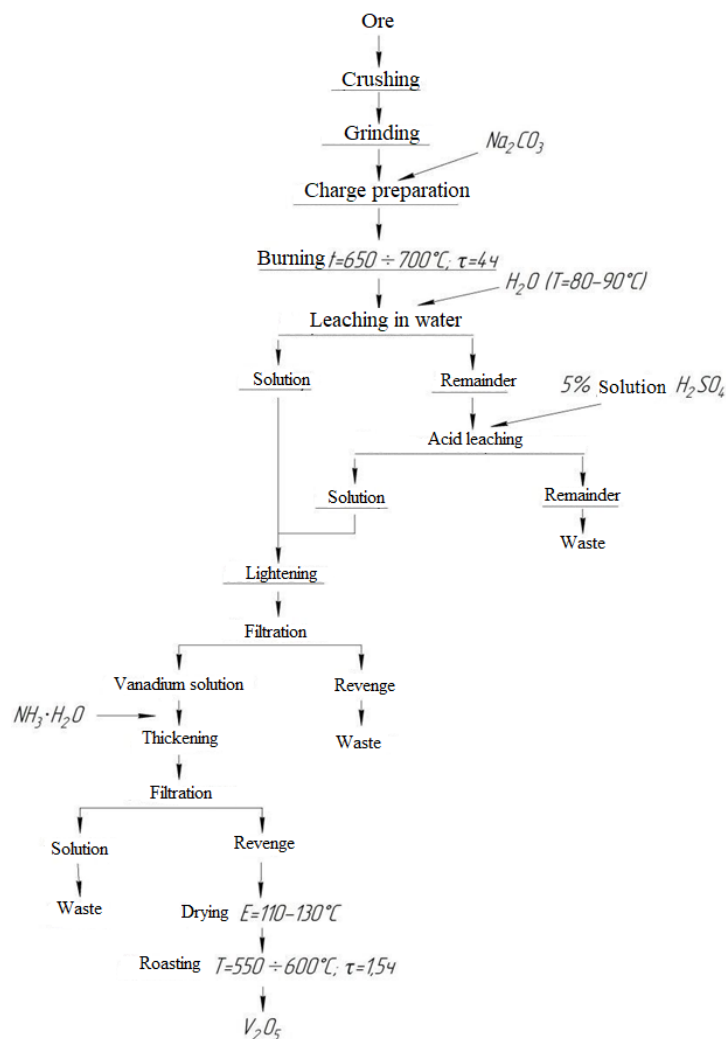 Ore
Crushing
Grinding
Na₂CO₃
Charge preparation
Burning t=650÷700°C; τ=4ч
H₂O (T=80-90°C)
Leaching in water
Solution
Remainder
5% Solution H₂SO₄
Acid leaching
Solution
Remainder
Waste
Lightening
Filtration
Vanadium solution
Revenge
NH₃·H₂O
Thickening
Waste
Filtration
Solution
Revenge
Waste
Drying E=110-130°C
Roasting T=550÷600°C; τ=1,5ч
V₂O₅